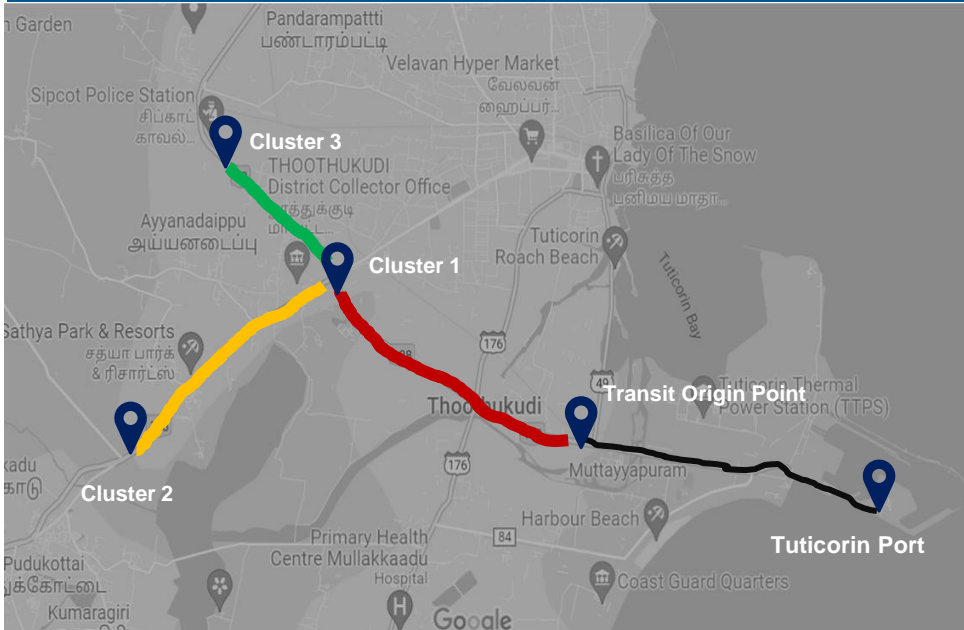 n Garden
Pandarampattti
பண்டாரம்பட்டி
Velavan Hyper Market
வேலவன்
ஹைப்பர்...
Sipcot Police Station
சிப்காட்
காவல்...
Cluster 3
Basilica Of Our
Lady Of The Snow
பரிசுத்த
பனிமய மாதா...
THOOTHUKUDI
District Collector Office
மாவட்ட...
Ayyanadaippu
அய்யனடைப்பு
Tuticorin
Roach Beach
Cluster 1
Tuticorin Bay
Sathya Park & Resorts
சத்யா பார்க்
& ரிசார்ட்ஸ்
176
49
Transit Origin Point
Tuticorin Thermal
Power Station (TTPS)
Thoothukudi
176
Muttayyapuram
Cluster 2
Harbour Beach
84
Tuticorin Port
Primary Health
Centre Mullakkaadu
Hospital
Pudukottai
துக்கோட்டை
Coast Guard Quarters
Kumaragiri
Google